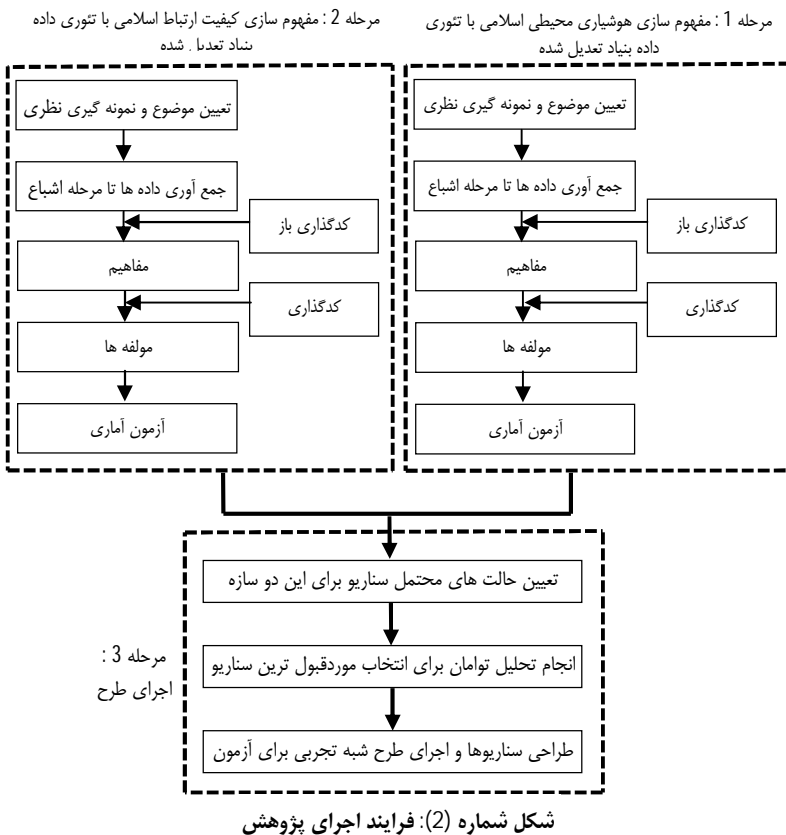 مرحله 1 : مفهوم سازی هوشیاری محیطی اسلامی با تئوری
داده بنیاد تعدیل شده
تعیین موضوع و نمونه گیری نظری
جمع آوری داده ها تا مرحله اشباع
کدگذاری باز
مفاهیم
کدگذاری
مولفه ها
آزمون آماری
مرحله 2 : مفهوم سازی کیفیت ارتباط اسلامی با تئوری داده
بنیاد تعدیل شده
تعیین موضوع و نمونه گیری نظری
جمع آوری داده ها تا مرحله اشباع
کدگذاری باز
مفاهیم
کدگذاری
مولفه ها
آزمون آماری
مرحله 3 :
اجرای طرح
تعیین حالت های محتمل سناریو برای این دو سازه
انجام تحلیل توامان برای انتخاب موردقبول ترین سناریو
طراحی سناریوها و اجرای طرح شبه تجربی برای آزمون
شکل شماره (2): فرایند اجرای پژوهش